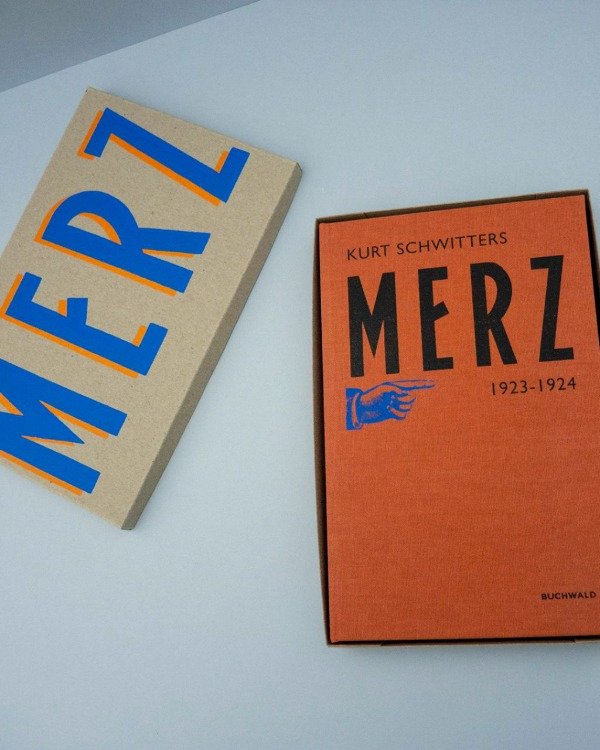 MERZ
KURT SCHWITTERS
MERZ
1923-1924
BUCHWALD